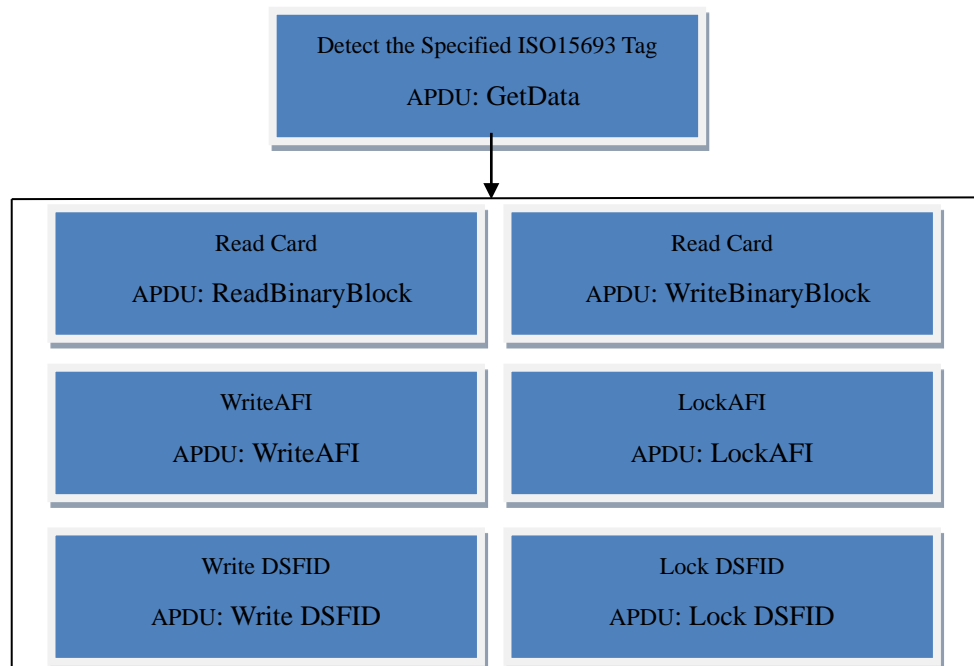 Detect the Specified ISO15693 Tag
APDU: GetData
Read Card
APDU: ReadBinaryBlock
Read Card
APDU: WriteBinaryBlock
WriteAFI
APDU: WriteAFI
LockAFI
APDU: LockAFI
Write DSFID
APDU: Write DSFID
Lock DSFID
APDU: Lock DSFID